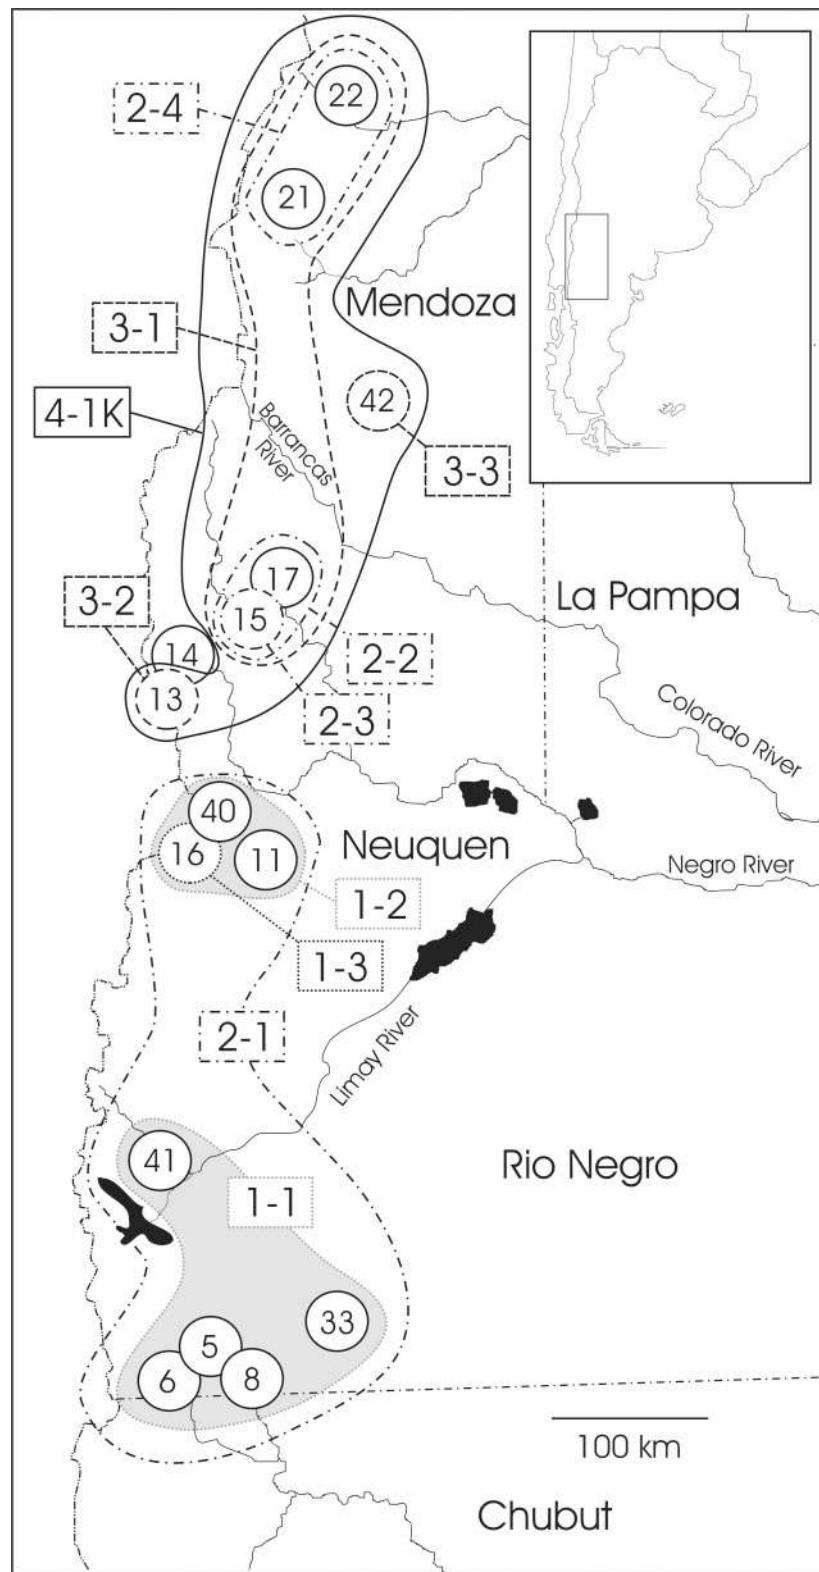 22
2-4
21
Mendoza
3-1
42
4-1K
Barrancas
River
3-3
17
La Pampa
3-2
15
14
2-2
13
2-3
Colorado River
40
Neuquen
16
11
Negro River
1-2
1-3
2-1
Limay River
41
Rio Negro
1-1
33
5
6
8
100 km
Chubut